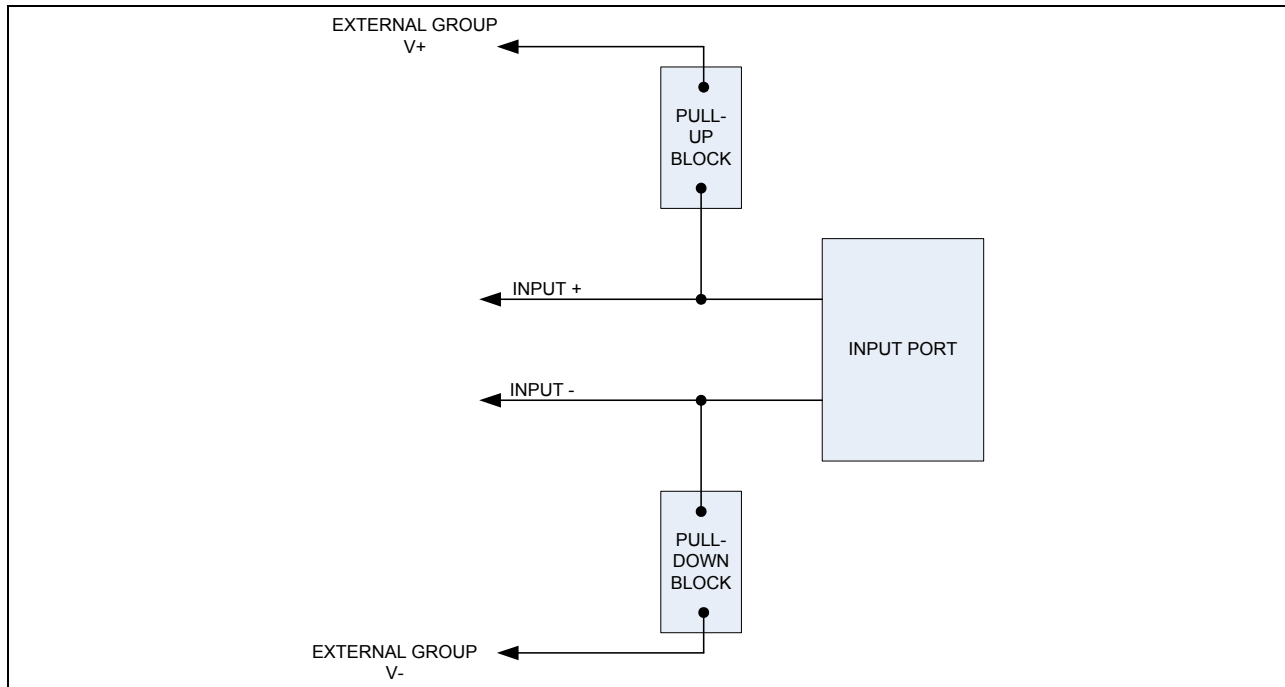 EXTERNAL GROUP
V+
PULL-
UP
BLOCK
INPUT +
INPUT PORT
INPUT -
PULL-
DOWN
BLOCK
EXTERNAL GROUP
V-